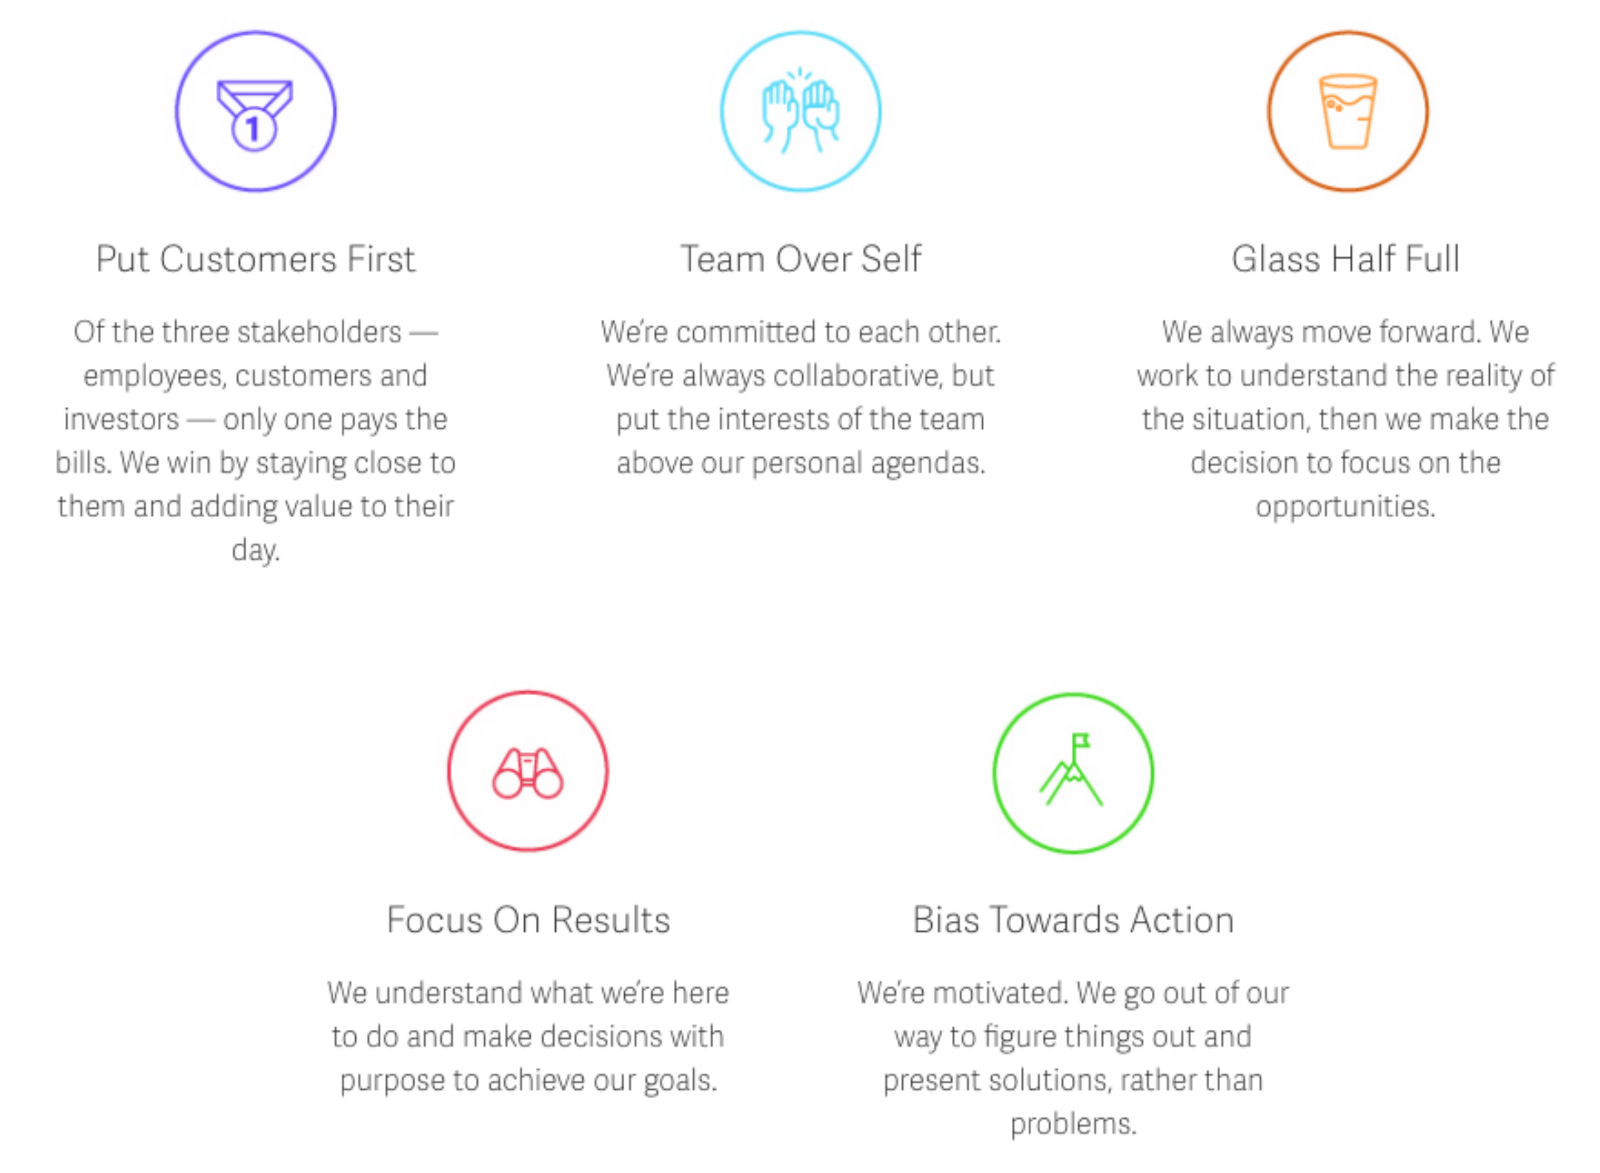 1
Put Customers First
Of the three stakeholders —
employees, customers and
investors — only one pays the
bills. We win by staying close to
them and adding value to their
day.
Team Over Self
We’re committed to each other.
We’re always collaborative, but
put the interests of the team
above our personal agendas.
Glass Half Full
We always move forward. We
work to understand the reality of
the situation, then we make the
decision to focus on the
opportunities.
Focus On Results
We understand what we’re here
to do and make decisions with
purpose to achieve our goals.
Bias Towards Action
We’re motivated. We go out of our
way to figure things out and
present solutions, rather than
problems.